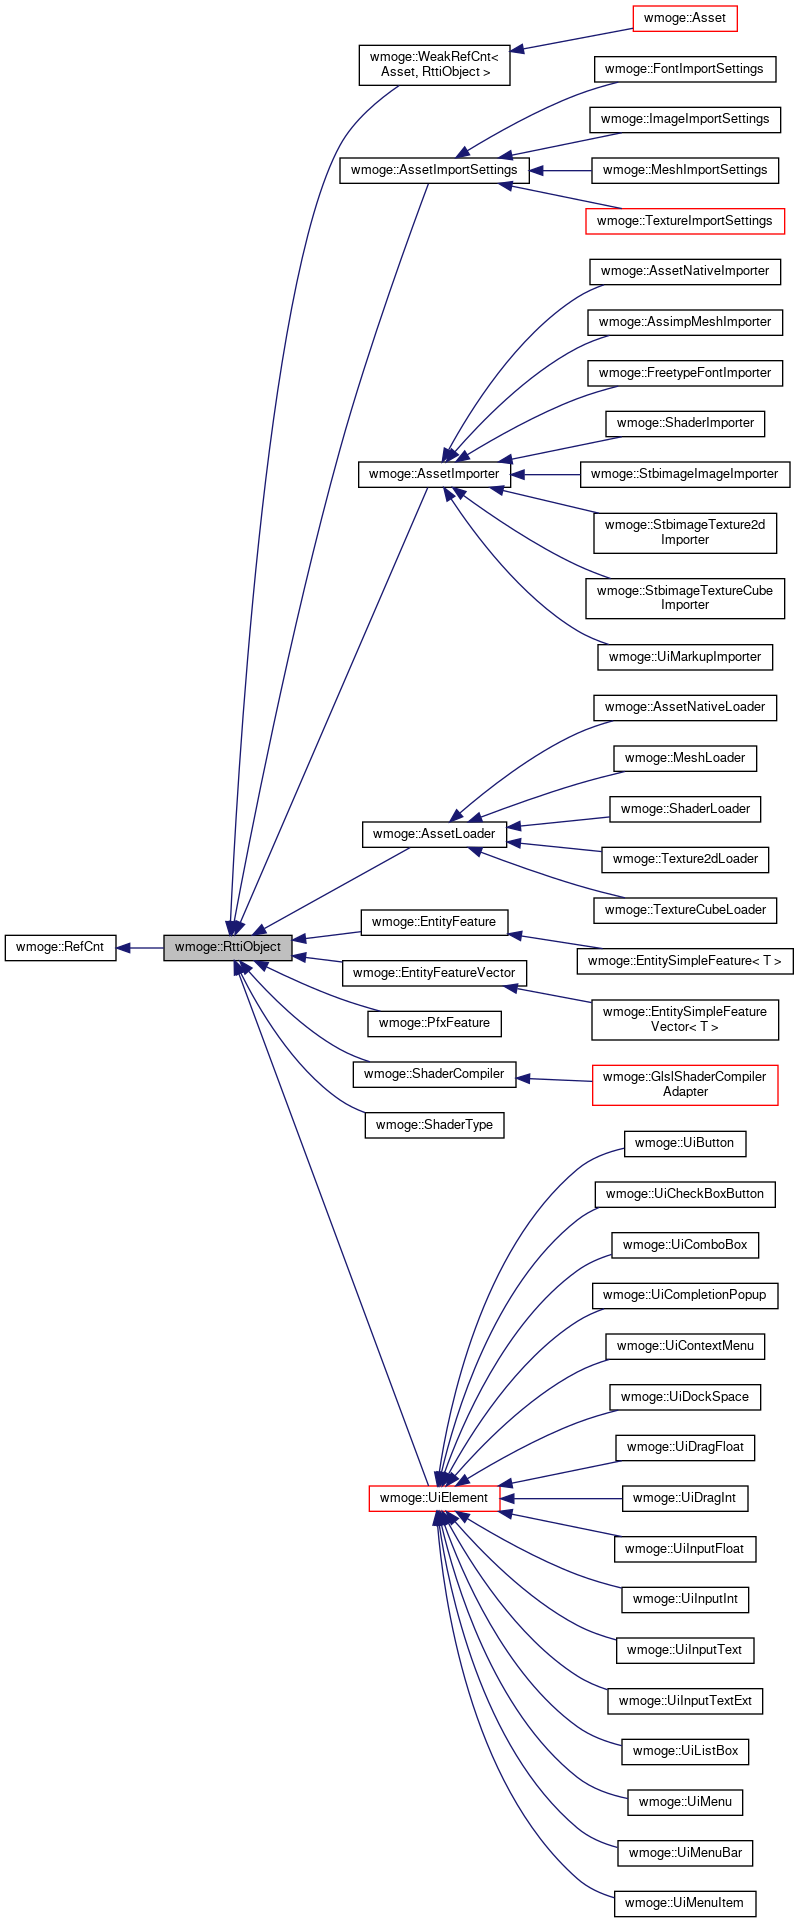 wmoge::Asset
wmoge::WeakRefCnt<
Asset, RttiObject >
wmoge::FontImportSettings
wmoge::ImageImportSettings
wmoge::AssetImportSettings
wmoge::MeshImportSettings
wmoge::TextureImportSettings
wmoge::AssetNativeImporter
wmoge::AssimpMeshImporter
wmoge::FreetypeFontImporter
wmoge::ShaderImporter
wmoge::AssetImporter
wmoge::StbimageImageImporter
wmoge::StbimageTexture2d
Importer
wmoge::StbimageTextureCube
Importer
wmoge::UiMarkupImporter
wmoge::AssetNativeLoader
wmoge::MeshLoader
wmoge::ShaderLoader
wmoge::AssetLoader
wmoge::Texture2dLoader
wmoge::TextureCubeLoader
wmoge::EntityFeature
wmoge::RefCnt
wmoge::RttiObject
wmoge::EntitySimpleFeature< T >
wmoge::EntityFeatureVector
wmoge::EntitySimpleFeature
Vector< T >
wmoge::PfxFeature
wmoge::ShaderCompiler
wmoge::GlslShaderCompiler
Adapter
wmoge::ShaderType
wmoge::UiButton
wmoge::UiCheckBoxButton
wmoge::UiComboBox
wmoge::UiCompletionPopup
wmoge::UiContextMenu
wmoge::UiDockSpace
wmoge::UiDragFloat
wmoge::UiElement
wmoge::UiDragInt
wmoge::UiInputFloat
wmoge::UiInputInt
wmoge::UiInputText
wmoge::UiInputTextExt
wmoge::UiListBox
wmoge::UiMenu
wmoge::UiMenuBar
wmoge::UiMenuItem